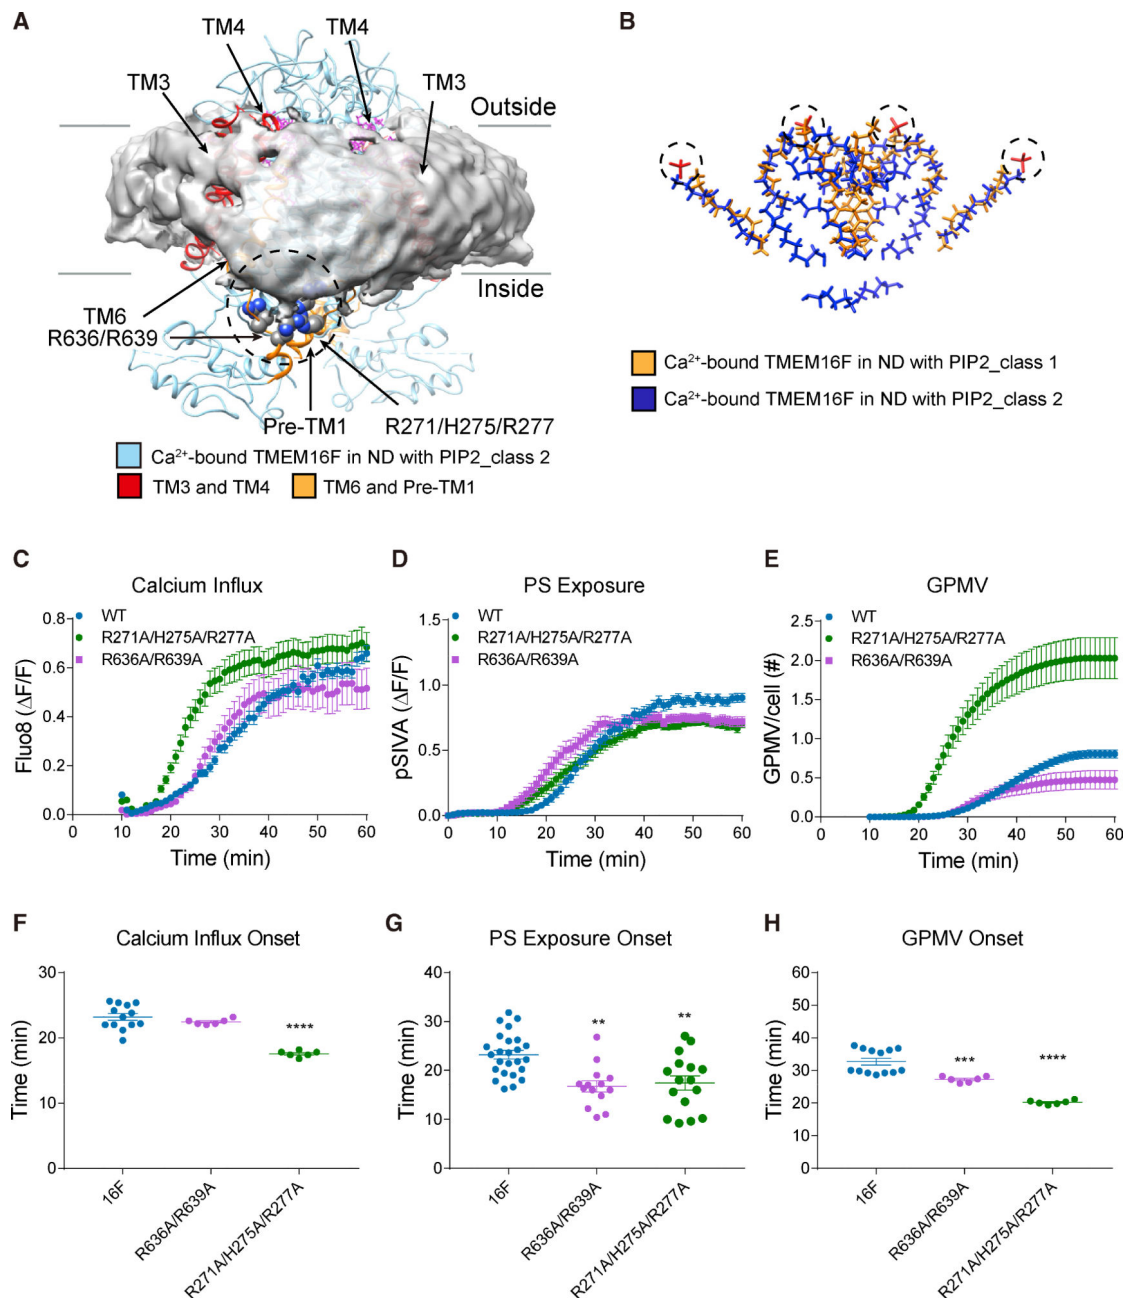 A
TM4
TM4
TM3
TM3
Outside
Inside
TM6
R636/R639
Pre-TM1
R271/H275/R277
Ca²⁺-bound TMEM16F in ND with PIP2_class 2
TM3 and TM4
TM6 and Pre-TM1
B
Ca²⁺-bound TMEM16F in ND with PIP2_class 1
Ca²⁺-bound TMEM16F in ND with PIP2_class 2
C
Calcium Influx
WT
R271A/H275A/R277A
R636A/R639A
Fluo8 (ΔF/F)
0.8
0.6
0.4
0.2
0.0
0
10
20
30
40
50
60
Time (min)
D
PS Exposure
WT
R271A/H275A/R277A
R636A/R639A
pSIVA (ΔF/F)
1.5
1.0
0.5
0.0
0
10
20
30
40
50
60
Time (min)
E
GPMV
WT
R271A/H275A/R277A
R636A/R639A
GPMV/cell (#)
2.5
2.0
1.5
1.0
0.5
0.0
0
10
20
30
40
50
60
Time (min)
F
Calcium Influx Onset
Time (min)
30
20
10
0
****
16F
R636A/R639A
R271A/H275A/R277A
G
PS Exposure Onset
Time (min)
40
30
20
10
0
**
**
16F
R636A/R639A
R271A/H275A/R277A
H
GPMV Onset
Time (min)
60
50
40
30
20
10
0
***
****
16F
R636A/R639A
R271A/H275A/R277A